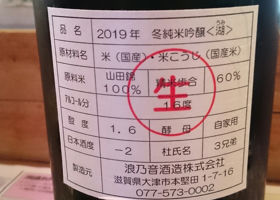 品名 2019年 冬純米吟醸<湖>
原材料名 米(国産)・米こうじ(国産米)
原料米 山田錦 100% 精米歩合 60%
アルコール分 16度
生
酸度 1.6 酵母 自家用
日本酒度 -2 杜氏名 3兄弟
製造元 浪乃音酒造株式会社
滋賀県大津市本堅田1-7-16
077-573-0002